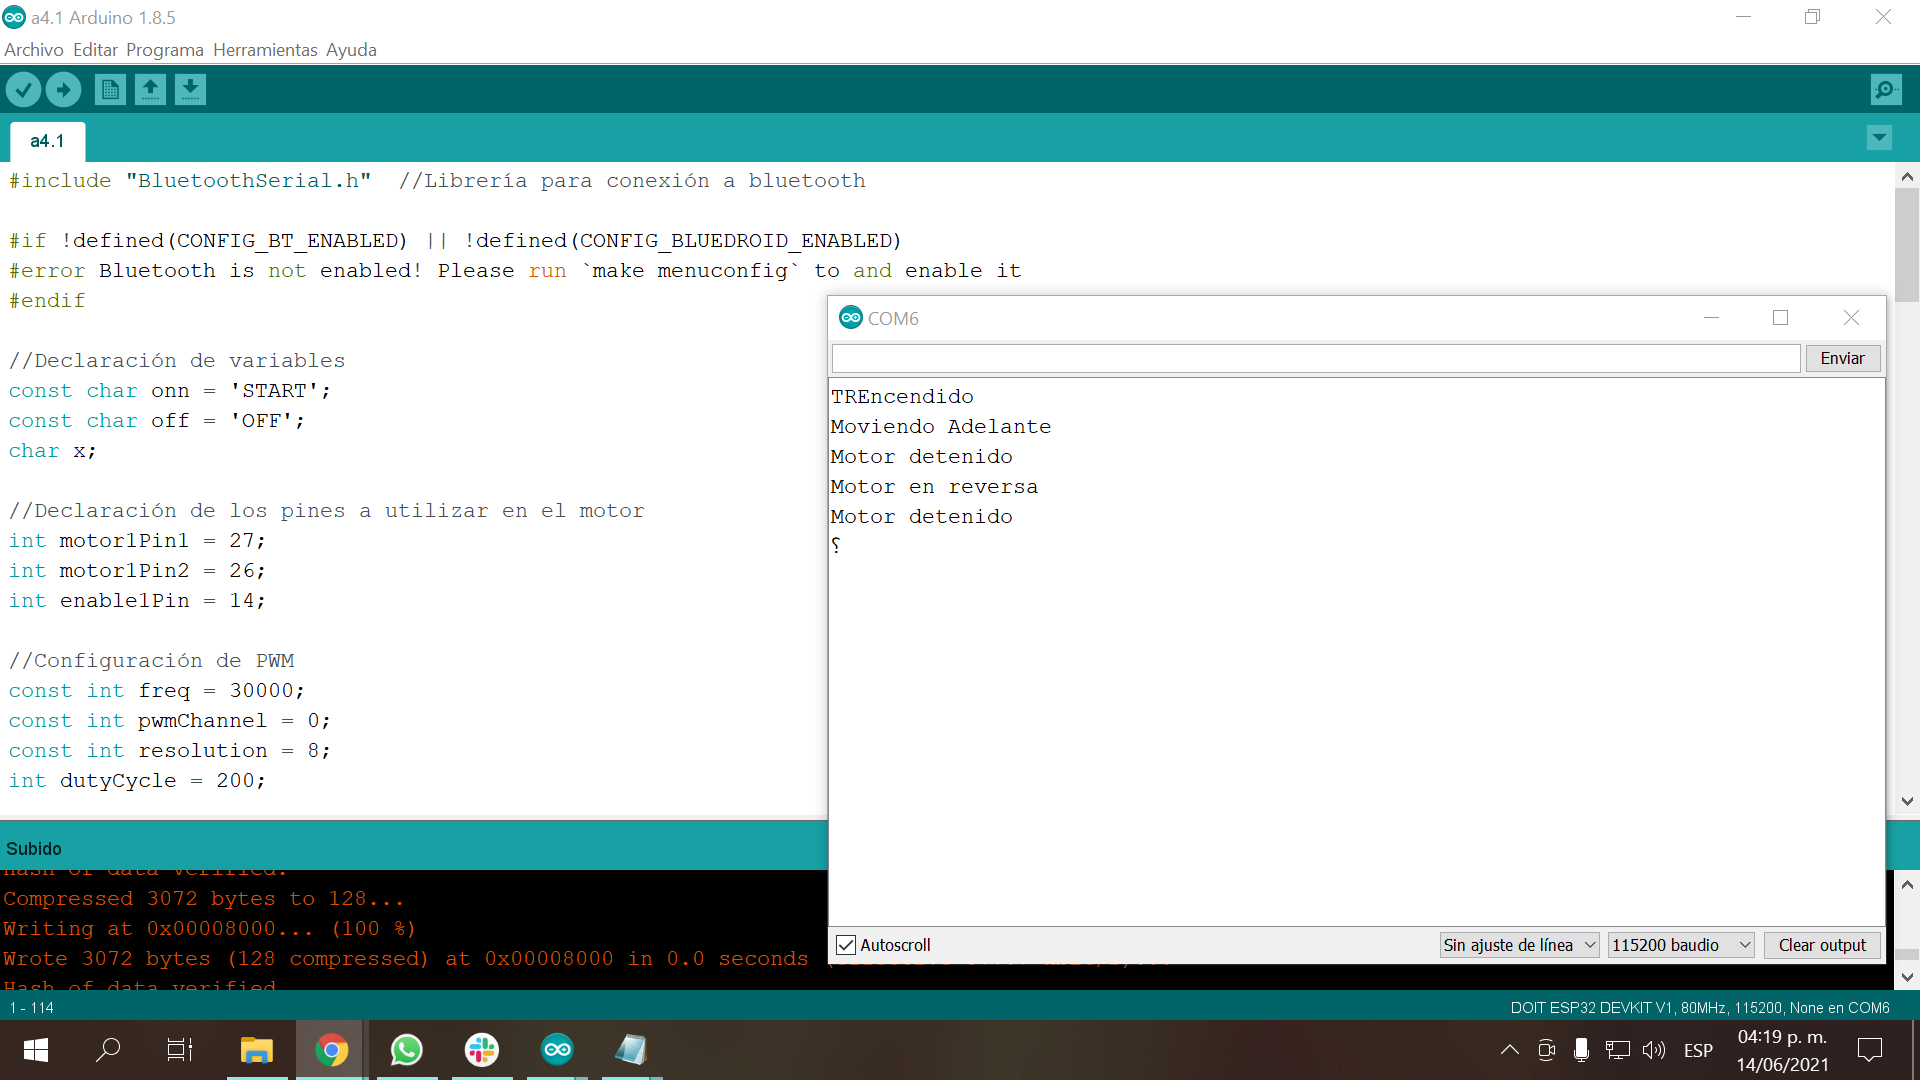 a4.1 Arduino 1.8.5
Archivo Editar Programa Herramientas Ayuda
a4.1
#include "BluetoothSerial.h"  //Librería para conexión a bluetooth
#if !defined(CONFIG_BT_ENABLED) || !defined(CONFIG_BLUEDROID_ENABLED)
#error Bluetooth is not enabled! Please run `make menuconfig` to and enable it
#endif
//Declaración de variables
const char onn = 'START';
const char off = 'OFF';
char x;
//Declaración de los pines a utilizar en el motor
int motor1Pin1 = 27;
int motor1Pin2 = 26;
int enable1Pin = 14;
//Configuración de PWM
const int freq = 30000;
const int pwmChannel = 0;
const int resolution = 8;
int dutyCycle = 200;
COM6
Enviar
TREncendido
Moviendo Adelante
Motor detenido
Motor en reversa
Motor detenido
⸮
Autoscroll
Sin ajuste de línea
115200 baudio
Clear output
Subido
Hash of data verified.
Compressed 3072 bytes to 128...
Writing at 0x00008000... (100 %)
Wrote 3072 bytes (128 compressed) at 0x00008000 in 0.0 seconds
Hash of data verified
1 - 114
DOIT ESP32 DEVKIT V1, 80MHz, 115200, None en COM6
ESP
04:19 p. m.
14/06/2021